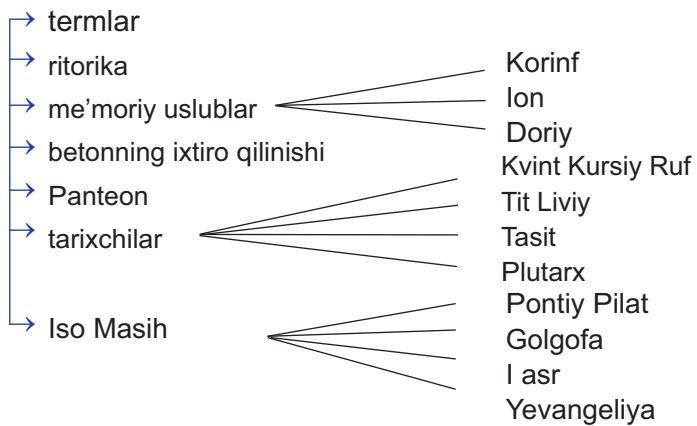 termlar
ritorika
me’moriy uslublar
betonning ixtiro qilinishi
Panteon
tarixchilar
Iso Masih
Korinf
Ion
Doriy
Kvint Kursiy Ruf
Tit Liviy
Tasit
Plutarx
Pontiy Pilat
Golgofa
I asr
Yevangeliya